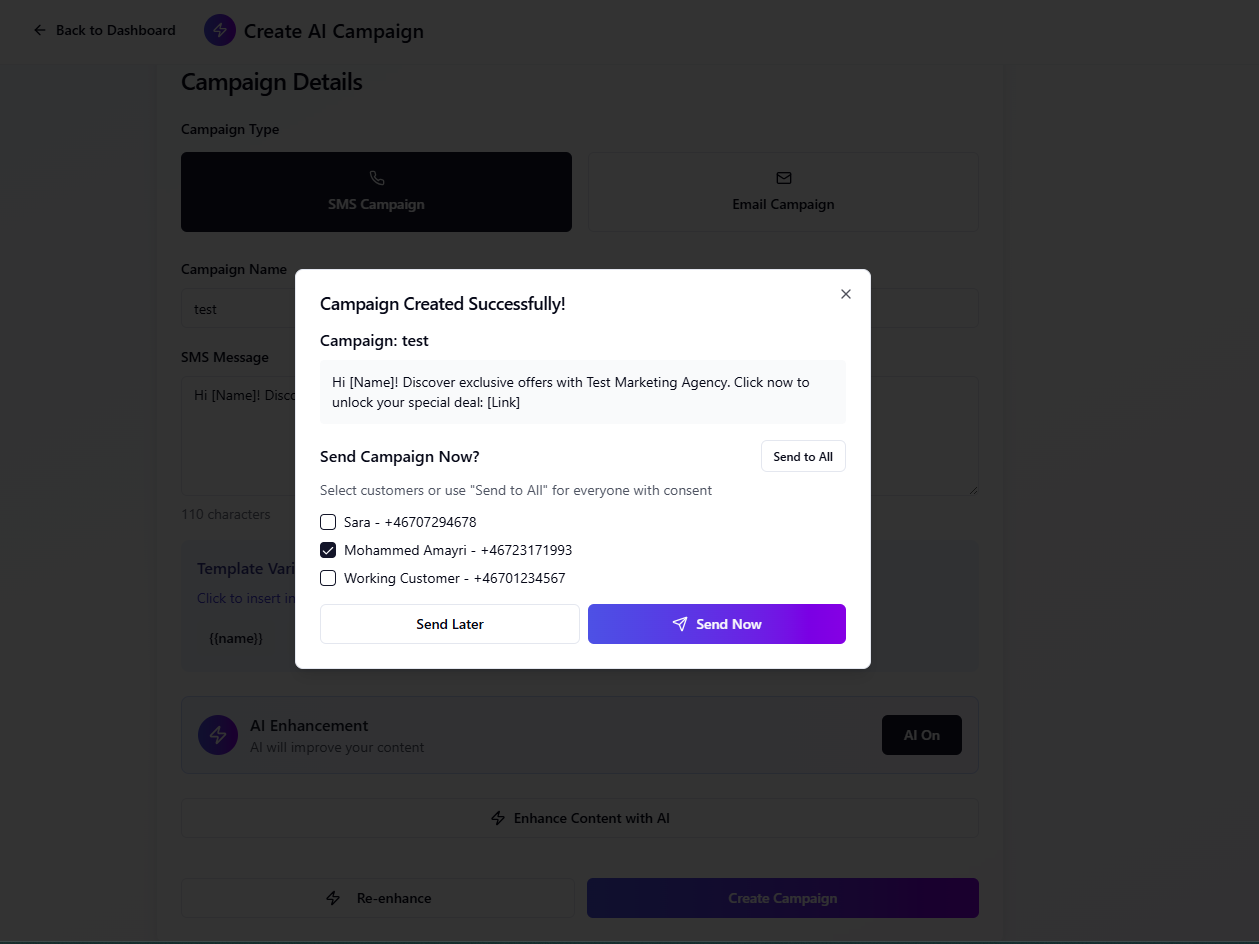 Back to Dashboard
Create AI Campaign
Campaign Details
Campaign Type
SMS Campaign
Email Campaign
Campaign Name
test
SMS Message
Hi [Name]! Disco
110 characters
Template Vari
Click to insert in
{{name}}
Campaign Created Successfully!
Campaign: test
Hi [Name]! Discover exclusive offers with Test Marketing Agency. Click now to
unlock your special deal: [Link]
Send Campaign Now?
Send to All
Select customers or use "Send to All" for everyone with consent
Sara - +46707294678
Mohammed Amayri - +46723171993
Working Customer - +46701234567
Send Later
Send Now
AI Enhancement
AI will improve your content
AI On
Enhance Content with AI
Re-enhance
Create Campaign